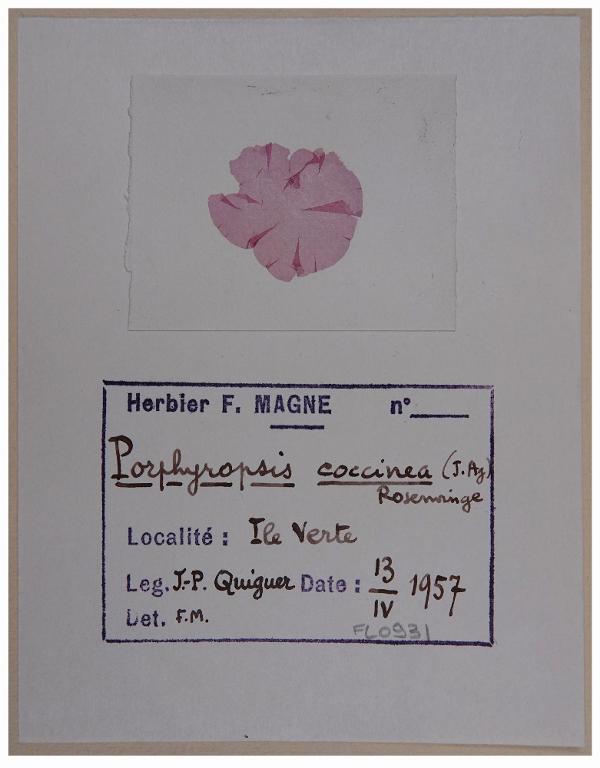 Herbier F. MAGNE n°
Porphyropsis coccinea (J. Ag)
Rosenvinge
Localité : Ile Verte
Leg. J.-P. Quiguer Date : 13/IV 1957
Det. F.M.
FL0931